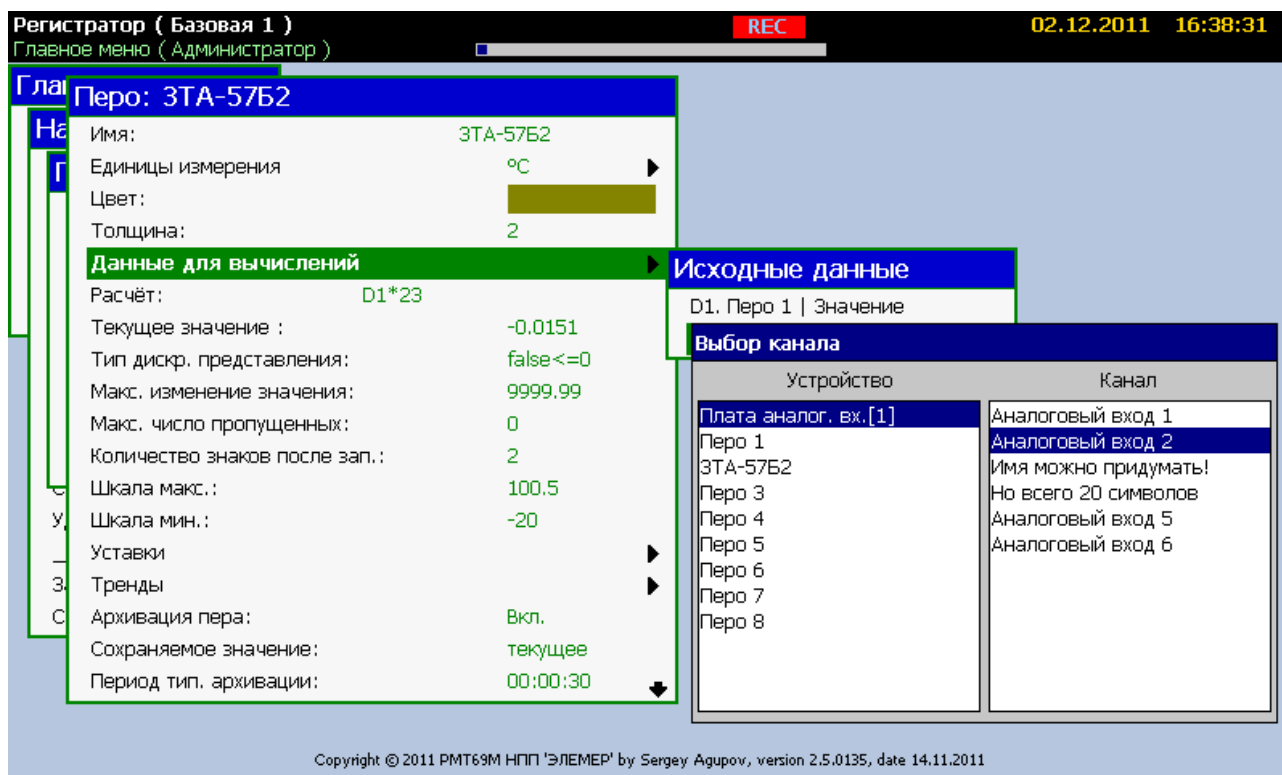 Регистратор ( Базовая 1 )
REC
02.12.2011 16:38:31
Главное меню ( Администратор )
Перо: 3ТА-57Б2
Имя: 3ТА-57Б2
Единицы измерения ºC
Цвет:
Толщина: 2
Данные для вычислений
Расчёт: D1*23
Текущее значение : -0.0151
Тип дискр. представления: false<=0
Макс. изменение значения: 9999.99
Макс. число пропущенных: 0
Количество знаков после зап.: 2
Шкала макс.: 100.5
Шкала мин.: -20
Уставки
Тренды
Архивация пера: Вкл.
Сохраняемое значение: текущее
Период тип. архивации: 00:00:30
Исходные данные
D1. Перо 1 | Значение
Выбор канала
Устройство
Плата аналог. вх.[1]
Перо 1
3ТА-57Б2
Перо 3
Перо 4
Перо 5
Перо 6
Перо 7
Перо 8
Канал
Аналоговый вход 1
Аналоговый вход 2
Имя можно придумать!
Но всего 20 символов
Аналоговый вход 5
Аналоговый вход 6
Copyright © 2011 РМТ69М НПП 'ЭЛЕМЕР' by Sergey Agupov, version 2.5.0135, date 14.11.2011